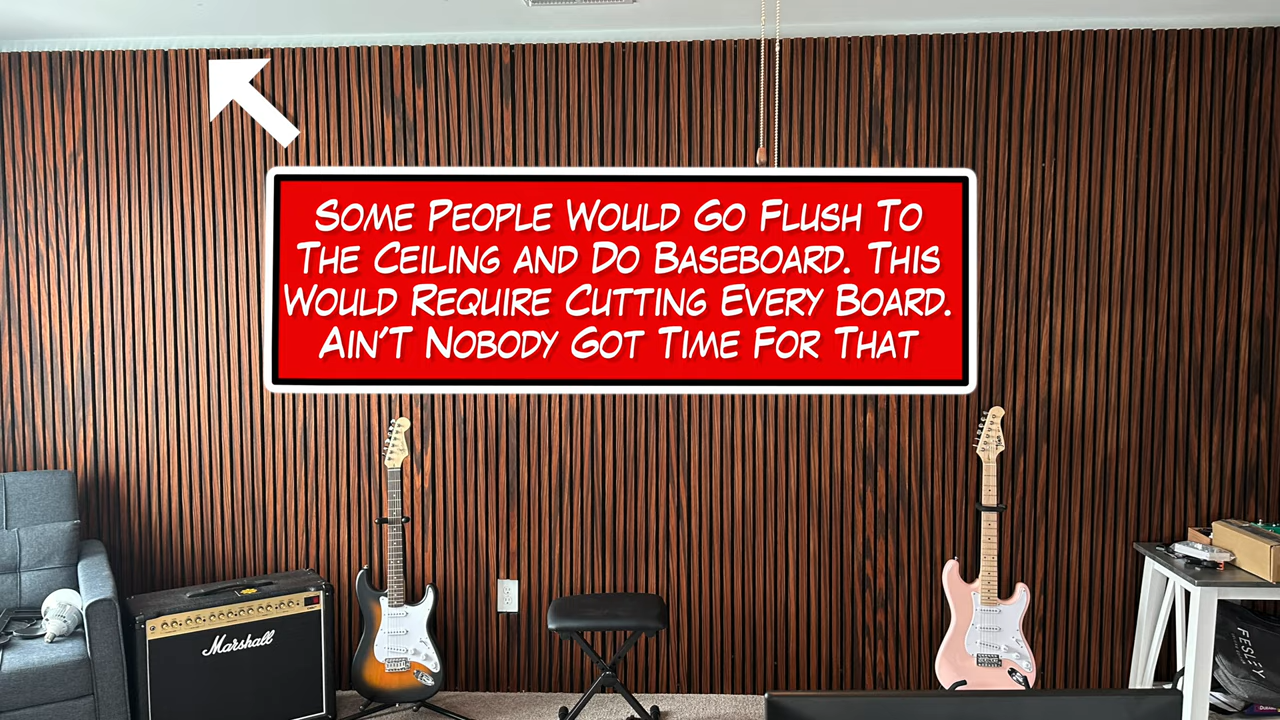 Some People Would Go Flush To
The Ceiling and Do Baseboard. This
Would Require Cutting Every Board.
Ain't Nobody Got Time For That
Marshall
FESLEY